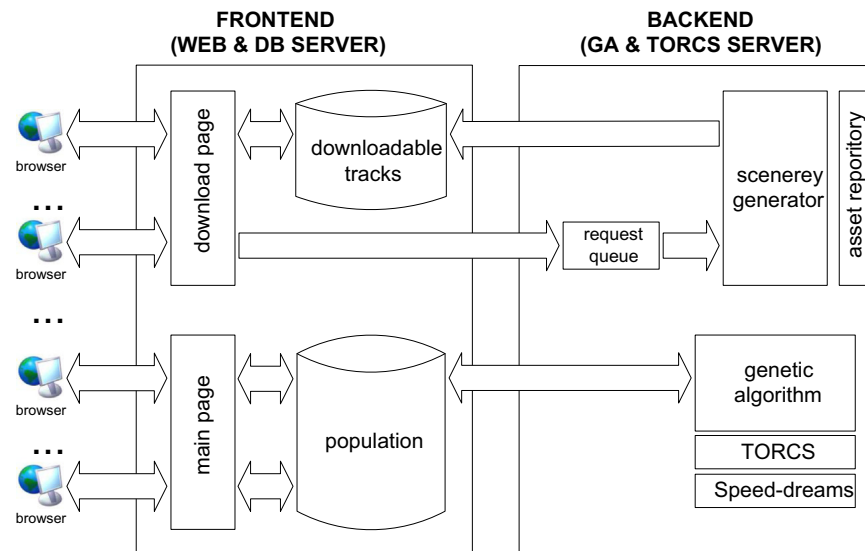 FRONTEND
(WEB & DB SERVER)
BACKEND
(GA & TORCS SERVER)
browser
...
browser
...
browser
...
browser
download page
downloadable
tracks
request
queue
scenerey
generator
asset reporitory
main page
population
genetic
algorithm
TORCS
Speed-dreams